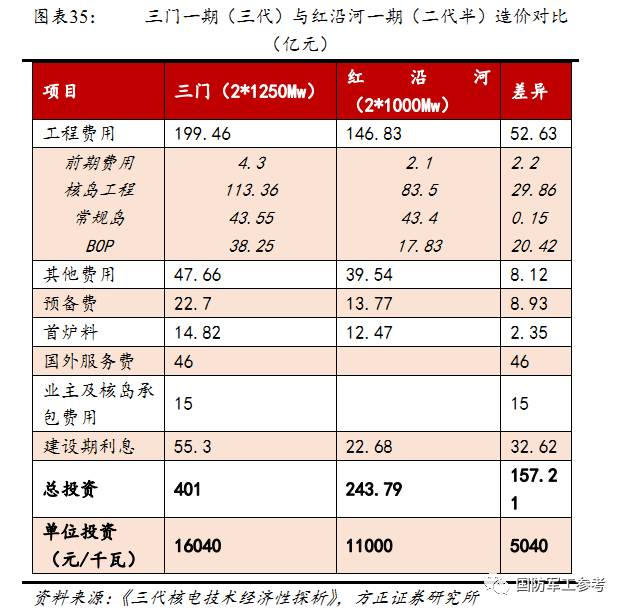 图表35： 三门一期（三代）与红沿河一期（二代半）造价对比
（亿元）
项目 三门（2*1250Mw） 红沿河（2*1000Mw） 差异
工程费用 199.46 146.83 52.63
前期费用 4.3 2.1 2.2
核岛工程 113.36 83.5 29.86
常规岛 43.55 43.4 0.15
BOP 38.25 17.83 20.42
其他费用 47.66 39.54 8.12
预备费 22.7 13.77 8.93
首炉料 14.82 12.47 2.35
国外服务费 46 46
业主及核岛承包费用 15 15
建设期利息 55.3 22.68 32.62
总投资 401 243.79 157.21
单位投资（元/千瓦） 16040 11000 5040
资料来源：《三代核电技术经济性探析》，方正证券研究所
国防军工参考